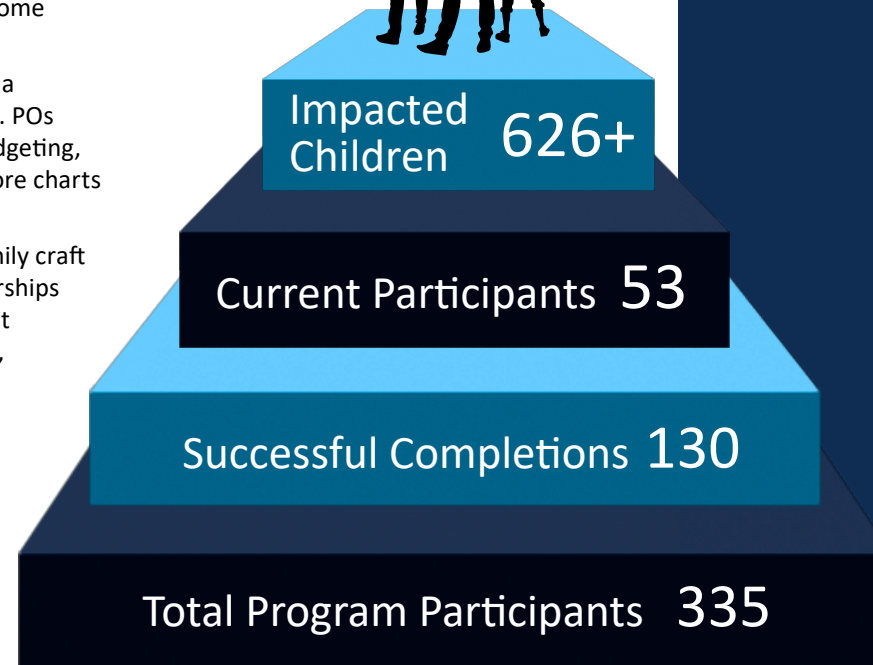 ome
a
. POs
dgeting,
ore charts
ily craft
rships
t
,
Impacted
Children 626+
Current Participants 53
Successful Completions 130
Total Program Participants 335